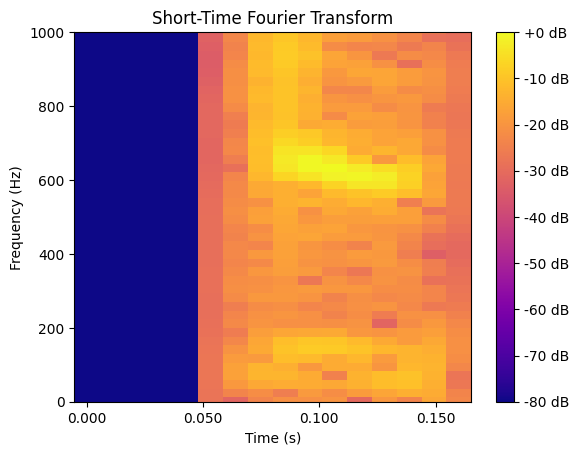 Short-Time Fourier Transform
1000
800
600
400
200
0
Frequency (Hz)
0.000
0.050
0.100
0.150
Time (s)
+0 dB
-10 dB
-20 dB
-30 dB
-40 dB
-50 dB
-60 dB
-70 dB
-80 dB